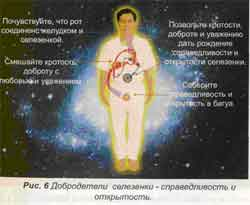 Почувствуйте, что рот
соединен с желудком и
селезенкой.
Смешайте кротость,
доброту с
любовью и уважением
Позвольте кротости,
доброте и уважению
дать рождение
справедливости и
открытости селезенки.
Соберите
справедливость и
открытость в багуа
Рис. 6 Добродетели селезенки - справедливость и
открытость.